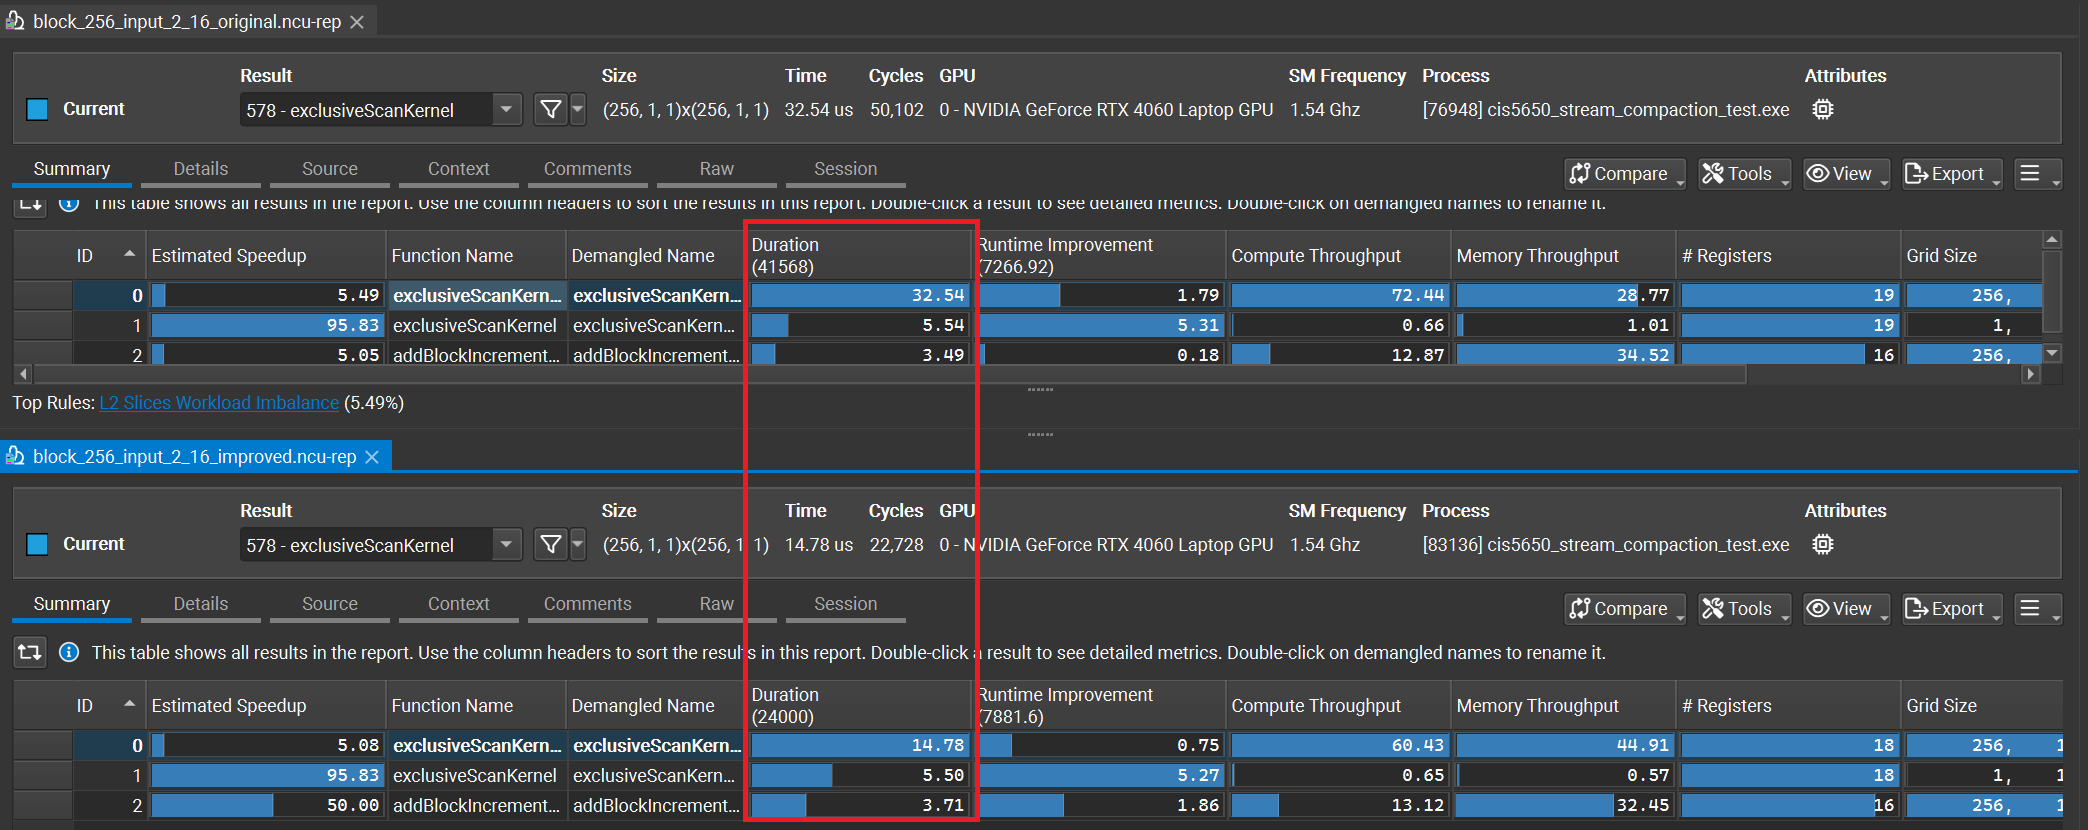 block_256_input_2_16_original.ncu-rep
Result Size Time Cycles GPU SM Frequency Process Attributes
Current 578 - exclusiveScanKernel (256, 1, 1)x(256, 1, 1) 32.54 us 50,102 0 - NVIDIA GeForce RTX 4060 Laptop GPU 1.54 Ghz [76948] cis5650_stream_compaction_test.exe
Summary Details Source Context Comments Raw Session Compare Tools View Export
This table shows all results in the report. Use the column headers to sort the results in this report. Double-click a result to see detailed metrics. Double-click on demangled names to rename it.
ID Estimated Speedup Function Name Demangled Name Duration (41568) Runtime Improvement (7266.92) Compute Throughput Memory Throughput # Registers Grid Size
0 5.49 exclusiveScanKern... exclusiveScanKern... 32.54 1.79 72.44 28.77 19 256,
1 95.83 exclusiveScanKernel exclusiveScanKern... 5.54 5.31 0.66 1.01 19 1,
2 5.05 addBlockIncrement... addBlockIncrement... 3.49 0.18 12.87 34.52 16 256,
Top Rules: L2 Slices Workload Imbalance (5.49%)
block_256_input_2_16_improved.ncu-rep
Result Size Time Cycles GPU SM Frequency Process Attributes
Current 578 - exclusiveScanKernel (256, 1, 1)x(256, 1, 1) 14.78 us 22,728 0 - NVIDIA GeForce RTX 4060 Laptop GPU 1.54 Ghz [83136] cis5650_stream_compaction_test.exe
Summary Details Source Context Comments Raw Session Compare Tools View Export
This table shows all results in the report. Use the column headers to sort the results in this report. Double-click a result to see detailed metrics. Double-click on demangled names to rename it.
ID Estimated Speedup Function Name Demangled Name Duration (24000) Runtime Improvement (7881.6) Compute Throughput Memory Throughput # Registers Grid Size
0 5.08 exclusiveScanKern... exclusiveScanKern... 14.78 0.75 60.43 44.91 18 256, 1
1 95.83 exclusiveScanKernel exclusiveScanKern... 5.50 5.27 0.65 0.57 18 1, 1
2 50.00 addBlockIncrement... addBlockIncrement... 3.71 1.86 13.12 32.45 16 256, 1